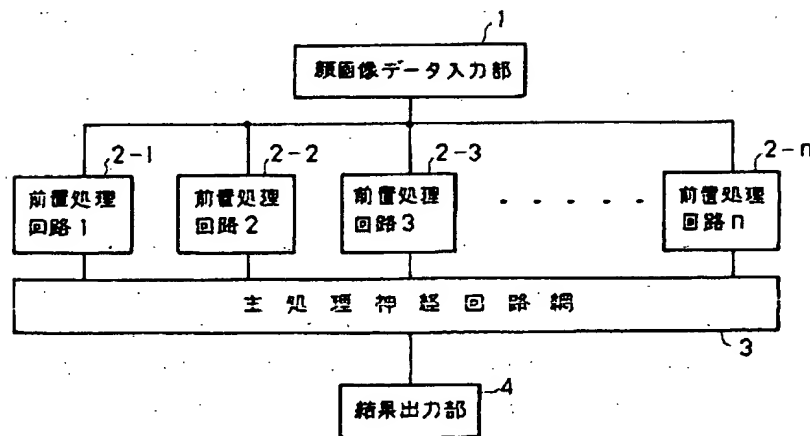 1
顔画像データ入力部
2-1
2-2
2-3
2-n
前置処理
回路1
前置処理
回路2
前置処理
回路3
・・・・・
前置処理
回路n
主処理神経回路網
3
4
結果出力部